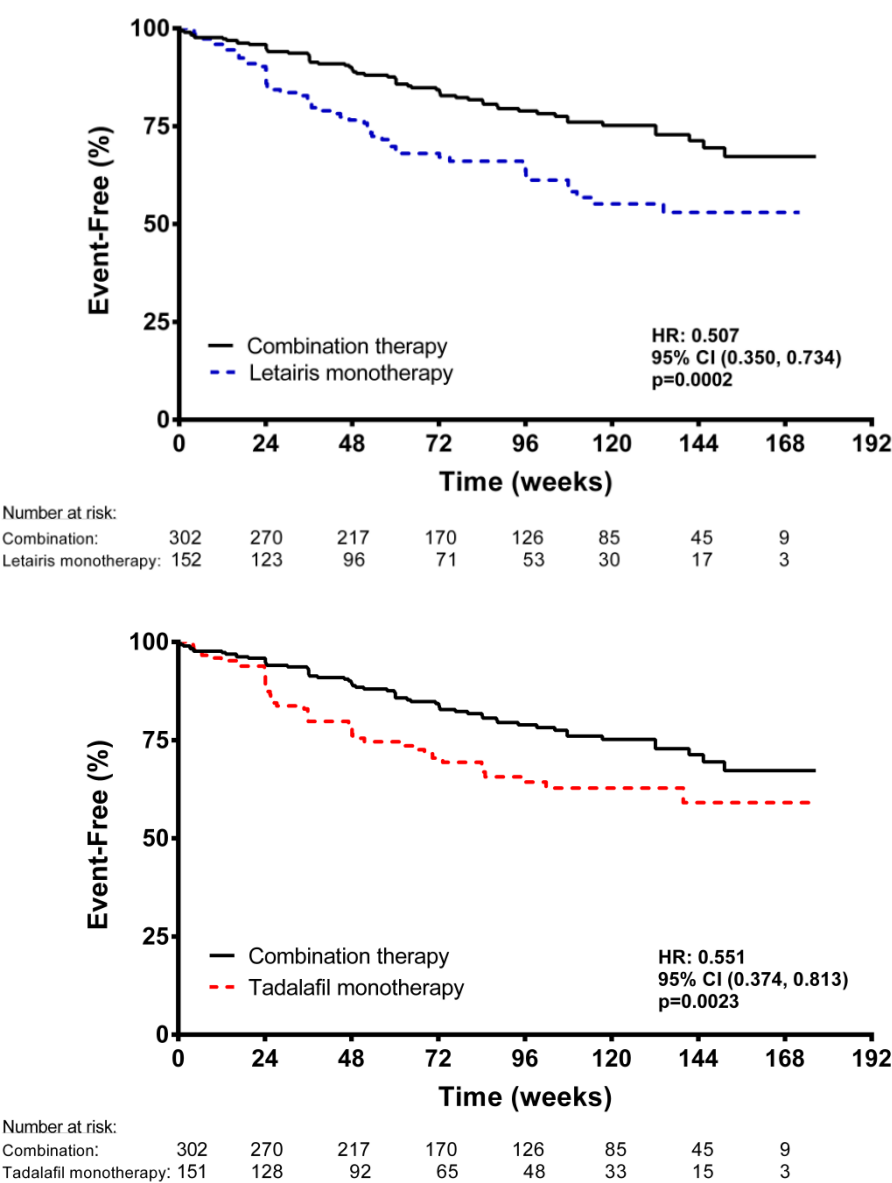 100
75
50
25
0
Event-Free (%)
Combination therapy
Letairis monotherapy
HR: 0.507
95% CI (0.350, 0.734)
p=0.0002
0 24 48 72 96 120 144 168 192
Time (weeks)
Number at risk:
Combination: 302 270 217 170 126 85 45 9
Letairis monotherapy: 152 123 96 71 53 30 17 3
100
75
50
25
0
Event-Free (%)
Combination therapy
Tadalafil monotherapy
HR: 0.551
95% CI (0.374, 0.813)
p=0.0023
0 24 48 72 96 120 144 168 192
Time (weeks)
Number at risk:
Combination: 302 270 217 170 126 85 45 9
Tadalafil monotherapy: 151 128 92 65 48 33 15 3